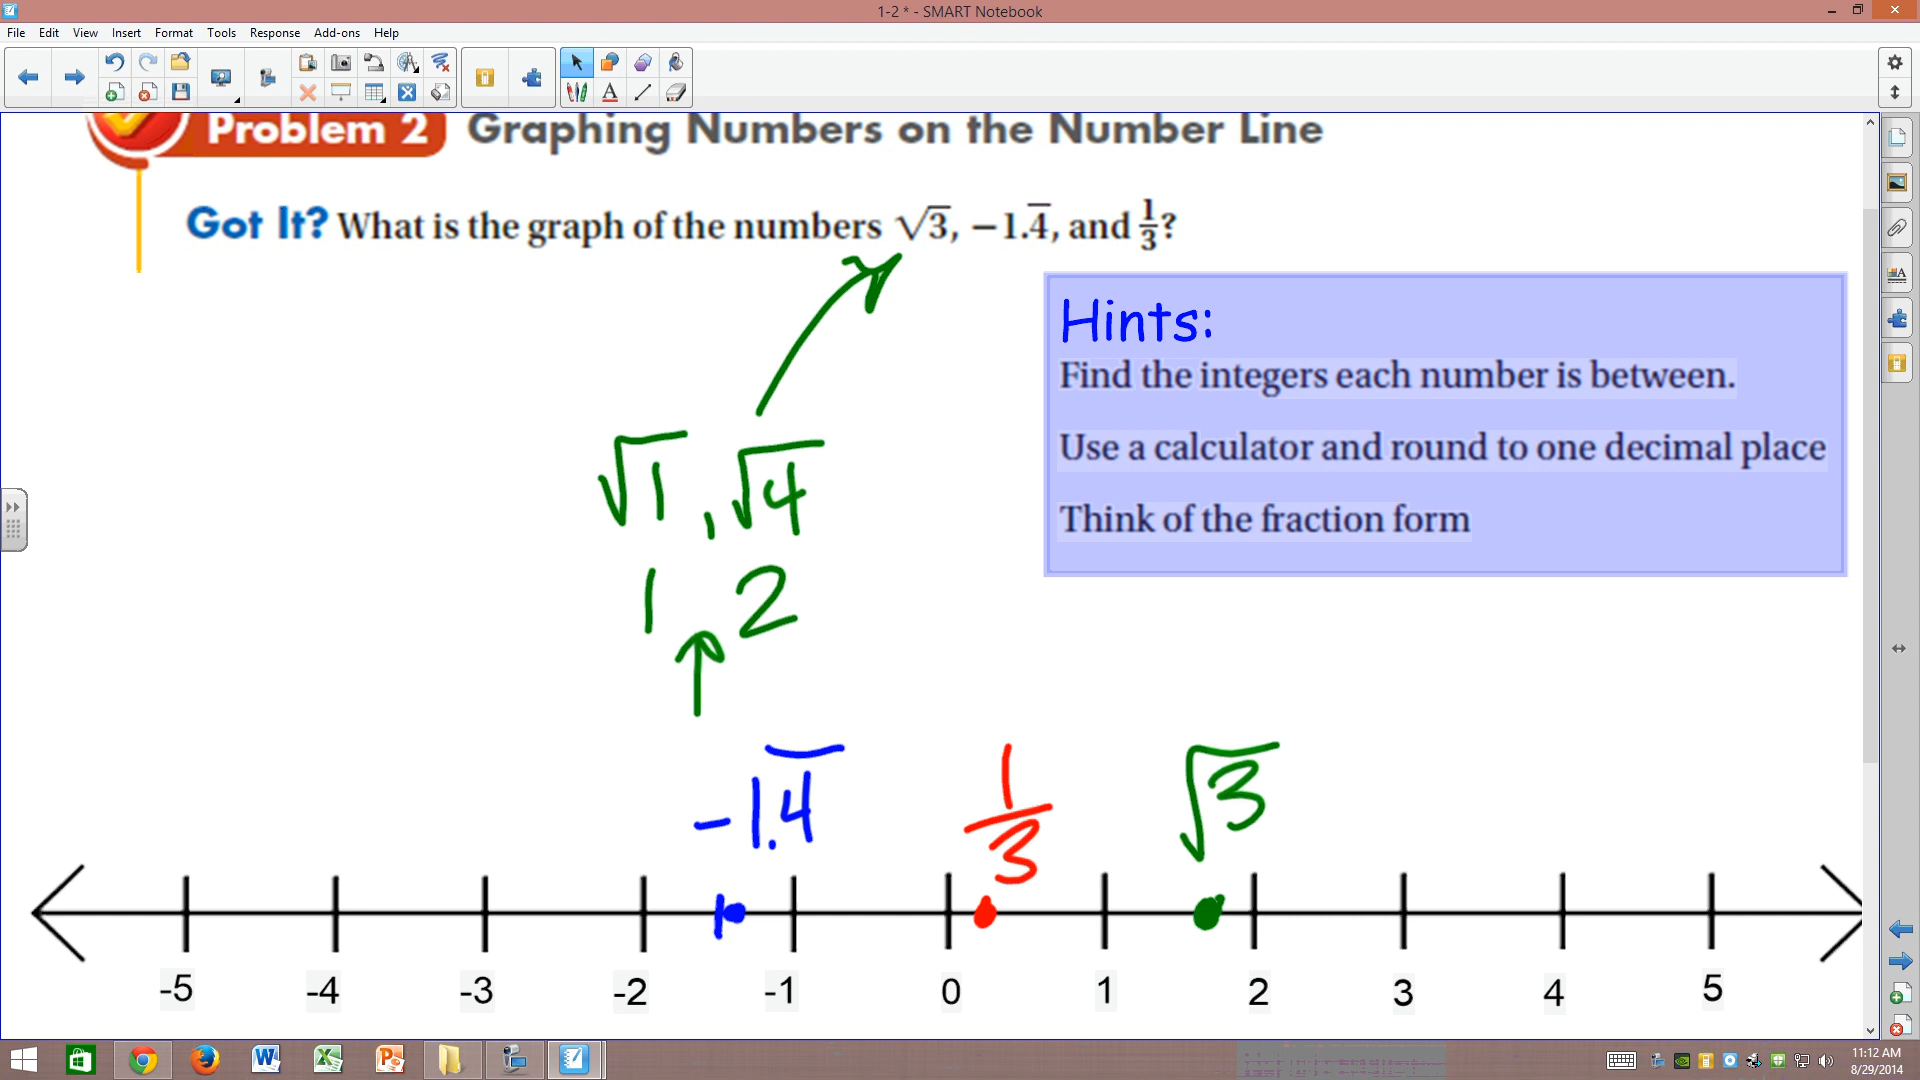 1-2 * - SMART Notebook
File Edit View Insert Format Tools Response Add-ons Help
Problem 2 Graphing Numbers on the Number Line
Got It? What is the graph of the numbers √3, −1.4̅, and 1/3?
Hints:
Find the integers each number is between.
Use a calculator and round to one decimal place
Think of the fraction form
√1, √4
1 2
-1.4̅ 1/3 √3
-5 -4 -3 -2 -1 0 1 2 3 4 5
11:12 AM
8/29/2014